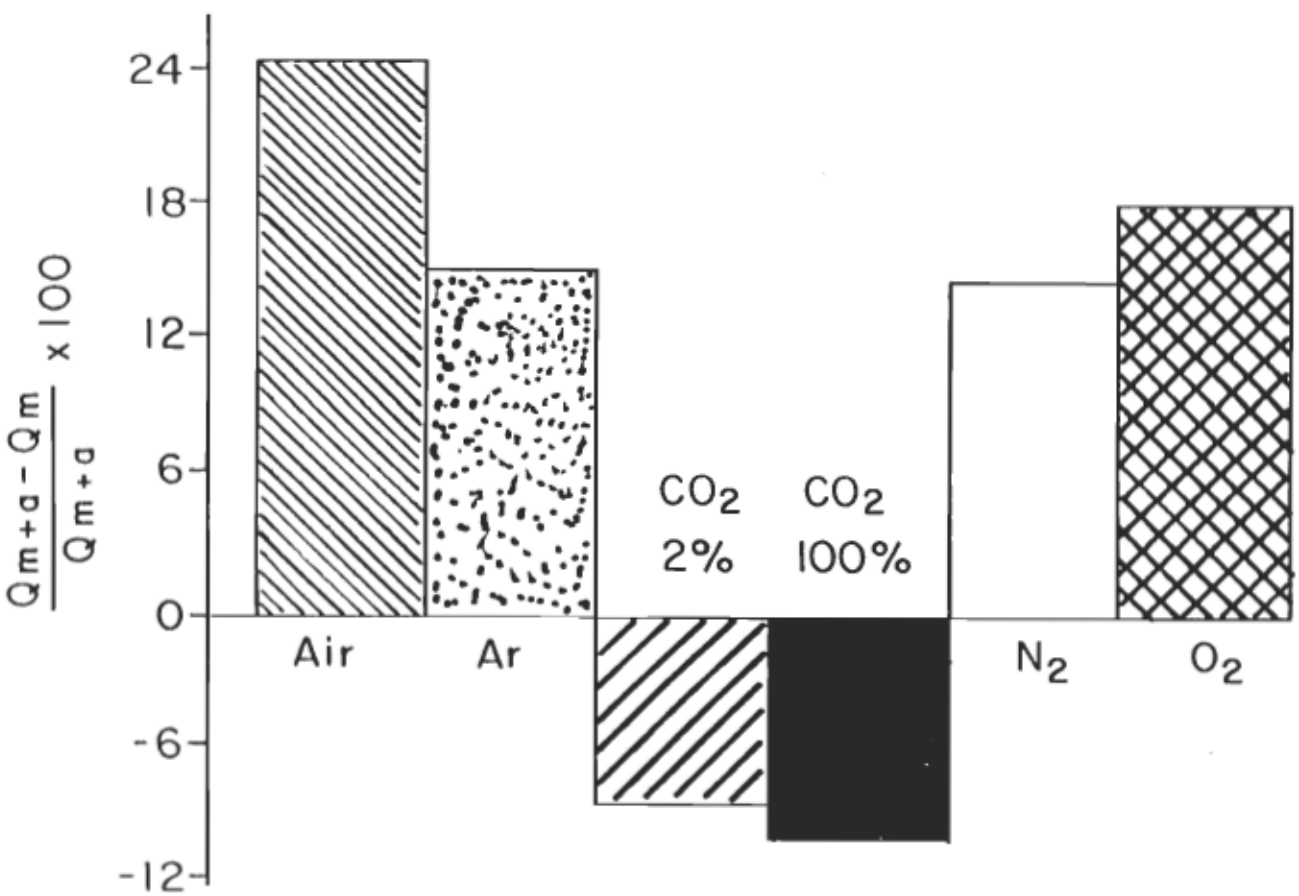 24
18
12
6
0
-6
-12
Qm+a - Qm
Qm+a
x 100
Air
Ar
CO₂
2%
CO₂
100%
N₂
O₂